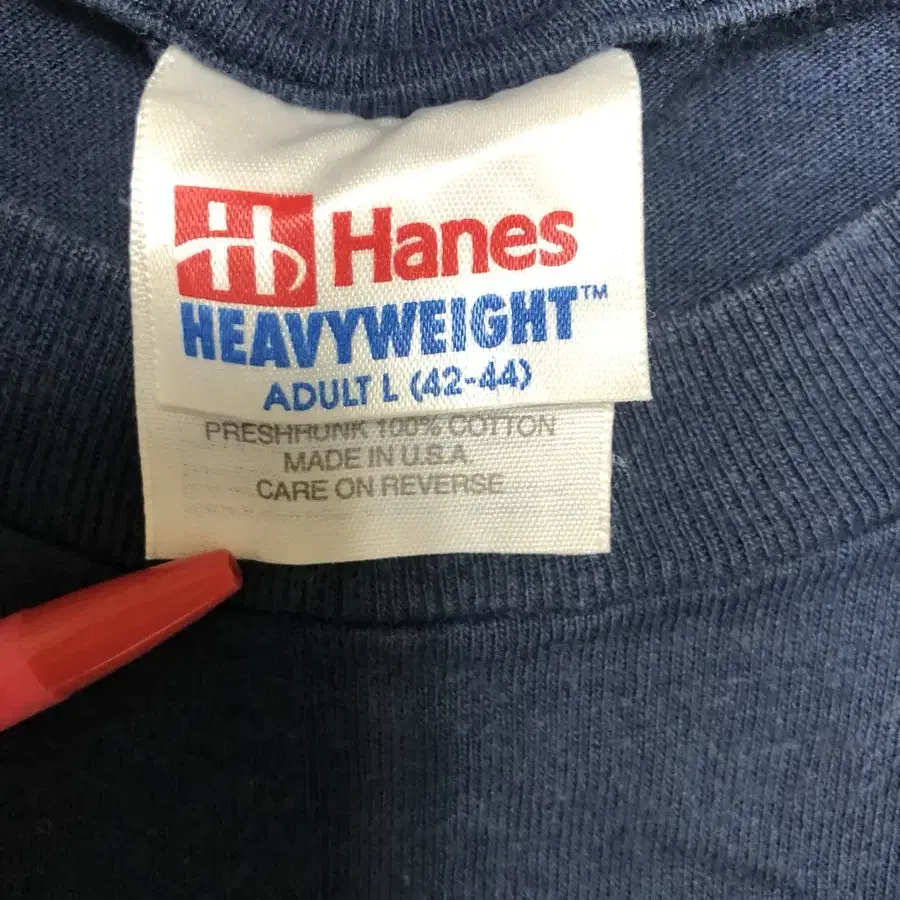 H Hanes
HEAVYWEIGHT™
ADULT L (42-44)
PRESHRUNK 100% COTTON
MADE IN U.S.A.
CARE ON REVERSE